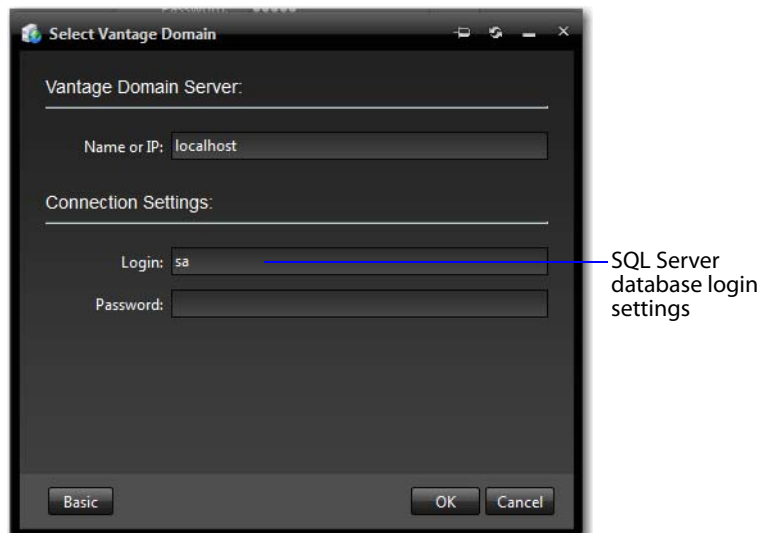 Select Vantage Domain
Vantage Domain Server:
Name or IP: localhost
Connection Settings:
Login: sa
SQL Server
database login
settings
Password:
Basic
OK
Cancel